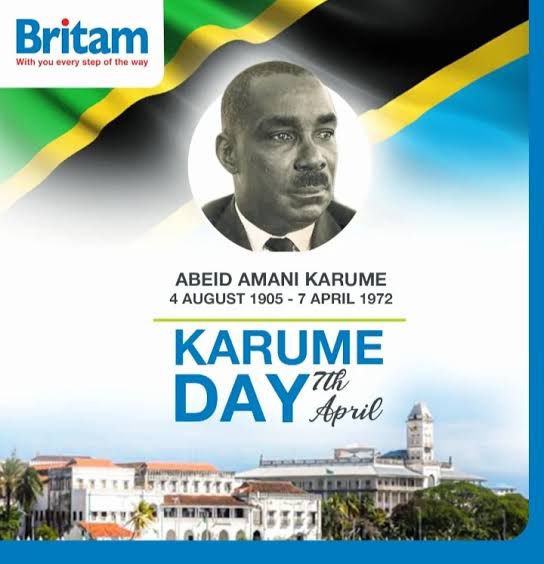 Britam
With you every step of the way
ABEID AMANI KARUME
4 AUGUST 1905 - 7 APRIL 1972
KARUME
DAY 7th
April